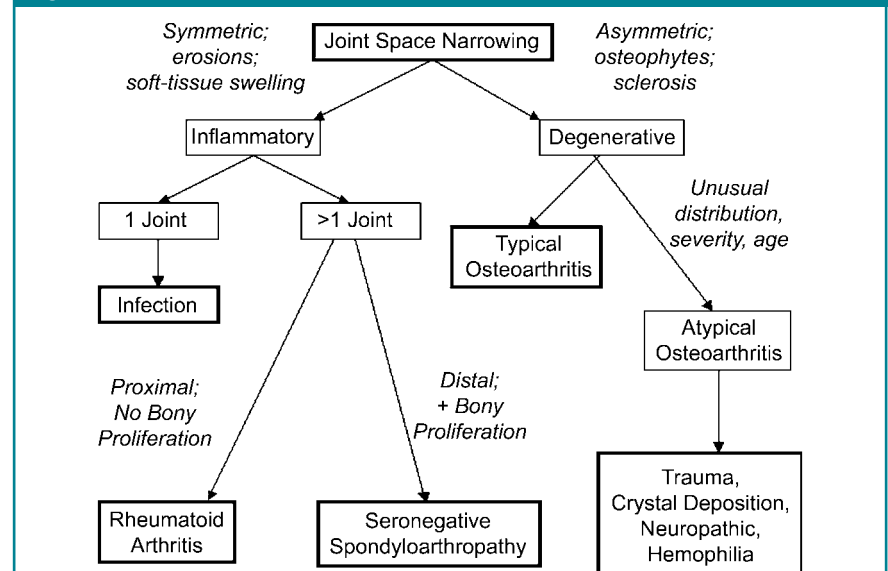 Symmetric;
erosions;
soft-tissue swelling
Joint Space Narrowing
Asymmetric;
osteophytes;
sclerosis
Inflammatory
Degenerative
1 Joint
>1 Joint
Unusual
distribution,
severity, age
Typical
Osteoarthritis
Infection
Atypical
Osteoarthritis
Proximal;
No Bony
Proliferation
Distal;
+ Bony
Proliferation
Rheumatoid
Arthritis
Seronegative
Spondyloarthropathy
Trauma,
Crystal Deposition,
Neuropathic,
Hemophilia